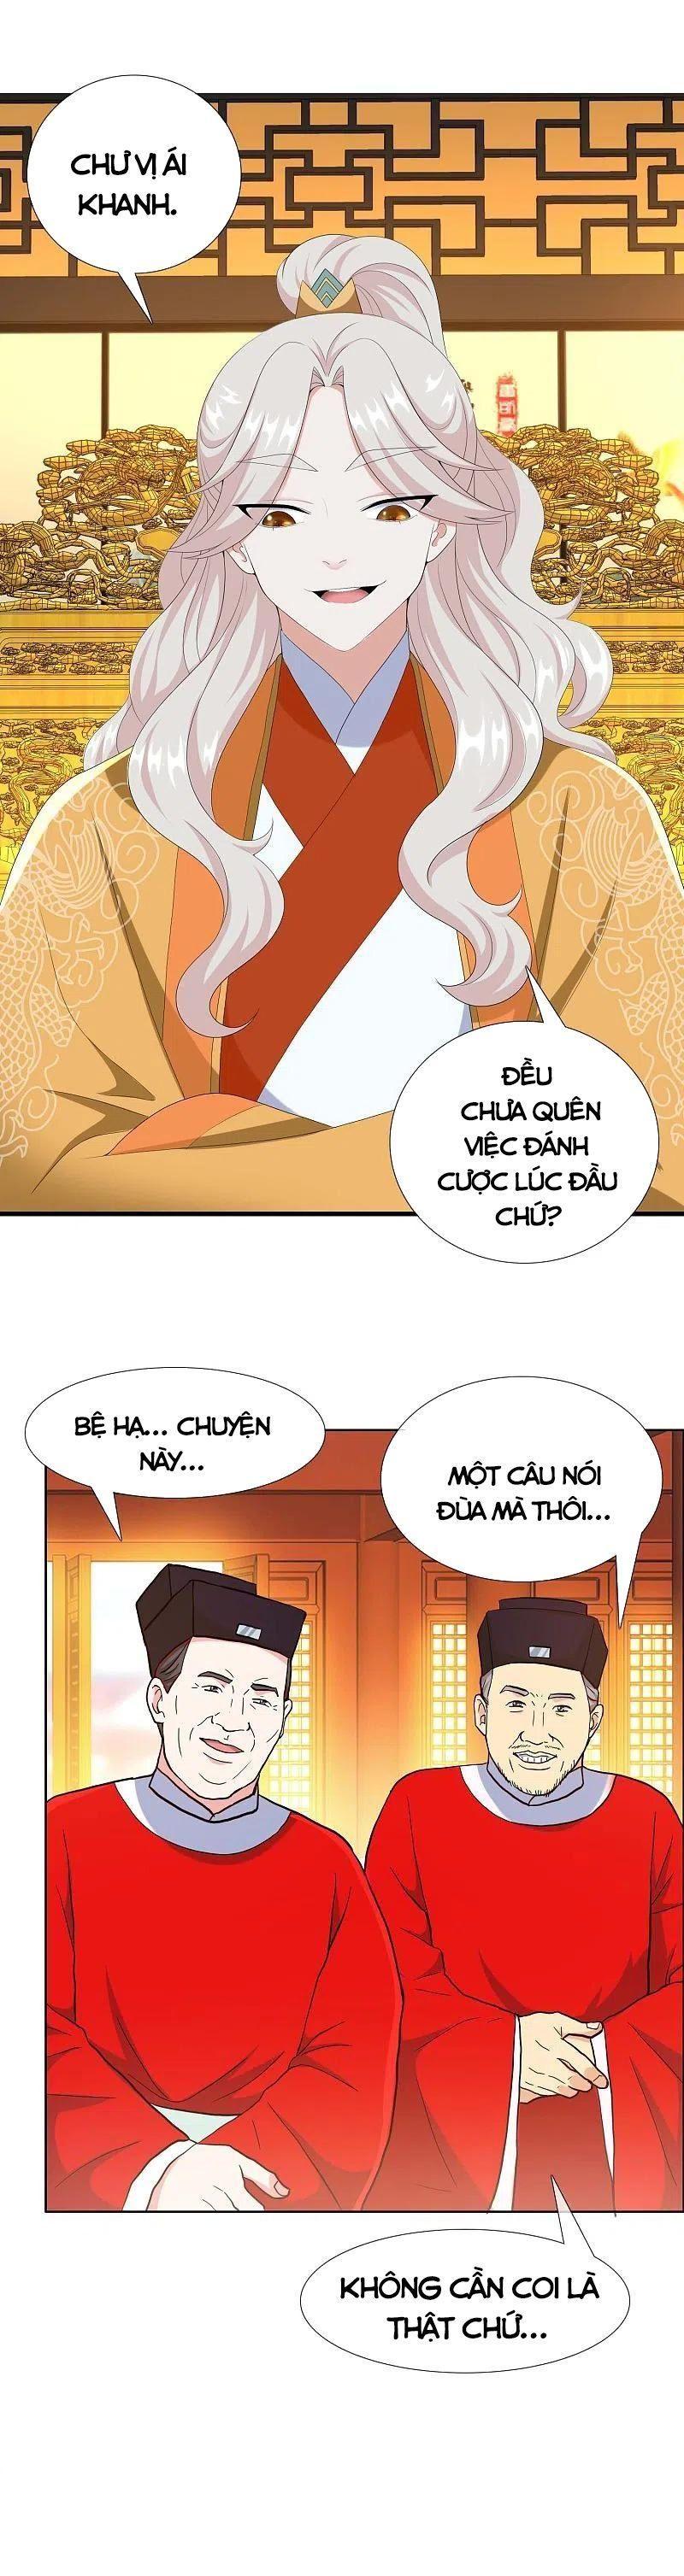 CHƯ VỊ ÁI
KHANH.
ĐỀU
CHƯA QUÊN
VIỆC ĐÁNH
CƯỢC LÚC ĐẦU
CHỨ?
BỆ HẠ... CHUYỆN
NÀY...
MỘT CÂU NÓI
ĐÙA MÀ THÔI...
KHÔNG CẦN COI LÀ
THẬT CHỨ...